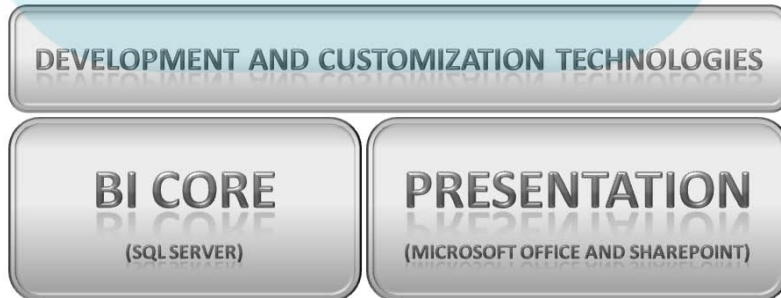 DEVELOPMENT AND CUSTOMIZATION TECHNOLOGIES
BI CORE
(SQL SERVER)
PRESENTATION
(MICROSOFT OFFICE AND SHAREPOINT)